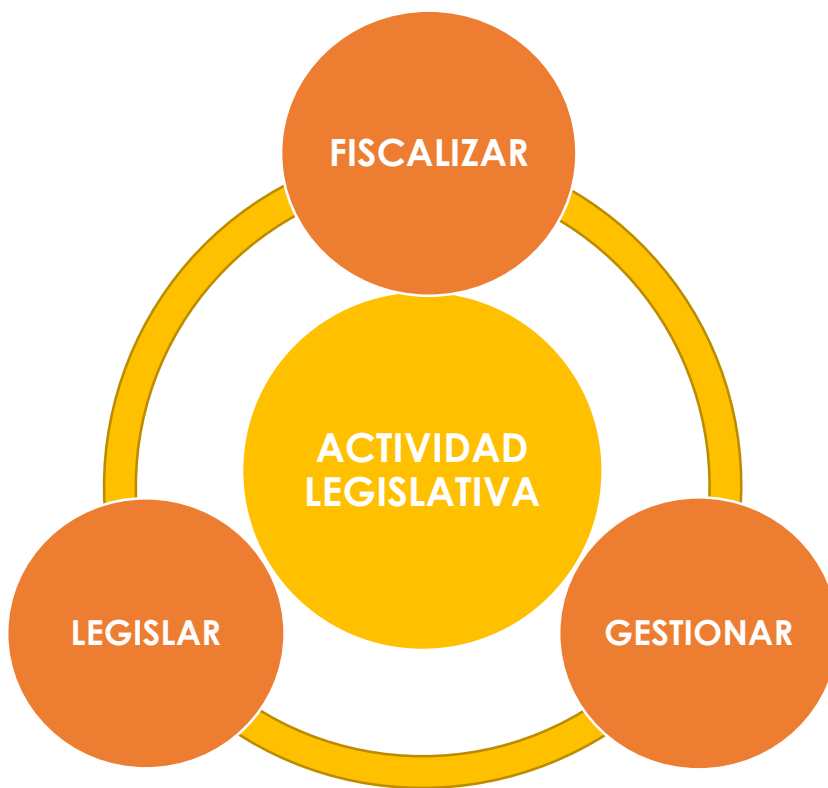 FISCALIZAR
ACTIVIDAD
LEGISLATIVA
LEGISLAR
GESTIONAR